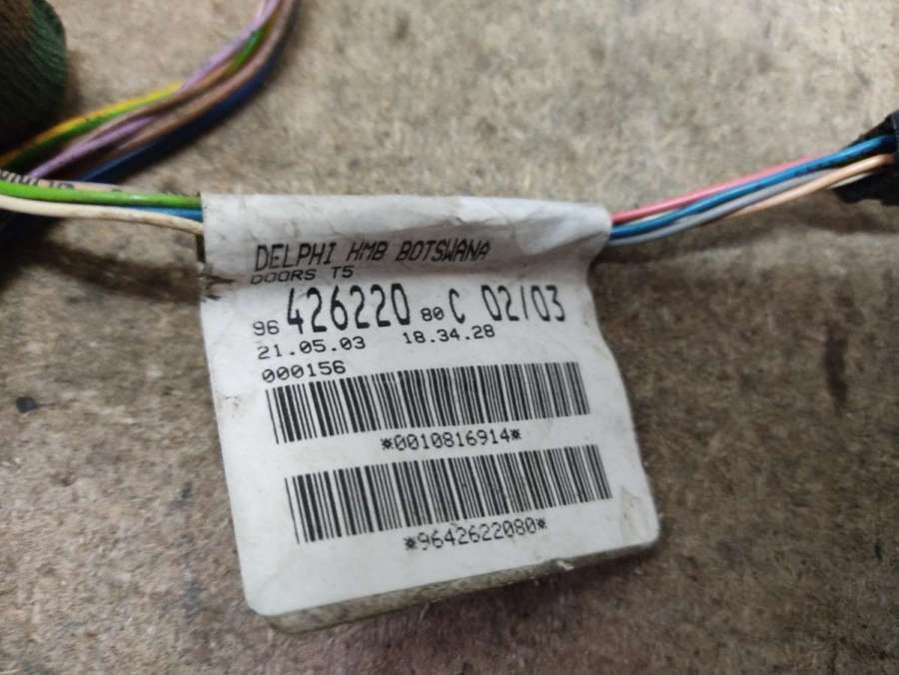 DELPHI HMB BOTSWANA
DOORS T5
96 426220 80 C 02/03
21.05.03 18.34.28
000156
*0010816914*
*9642622080*